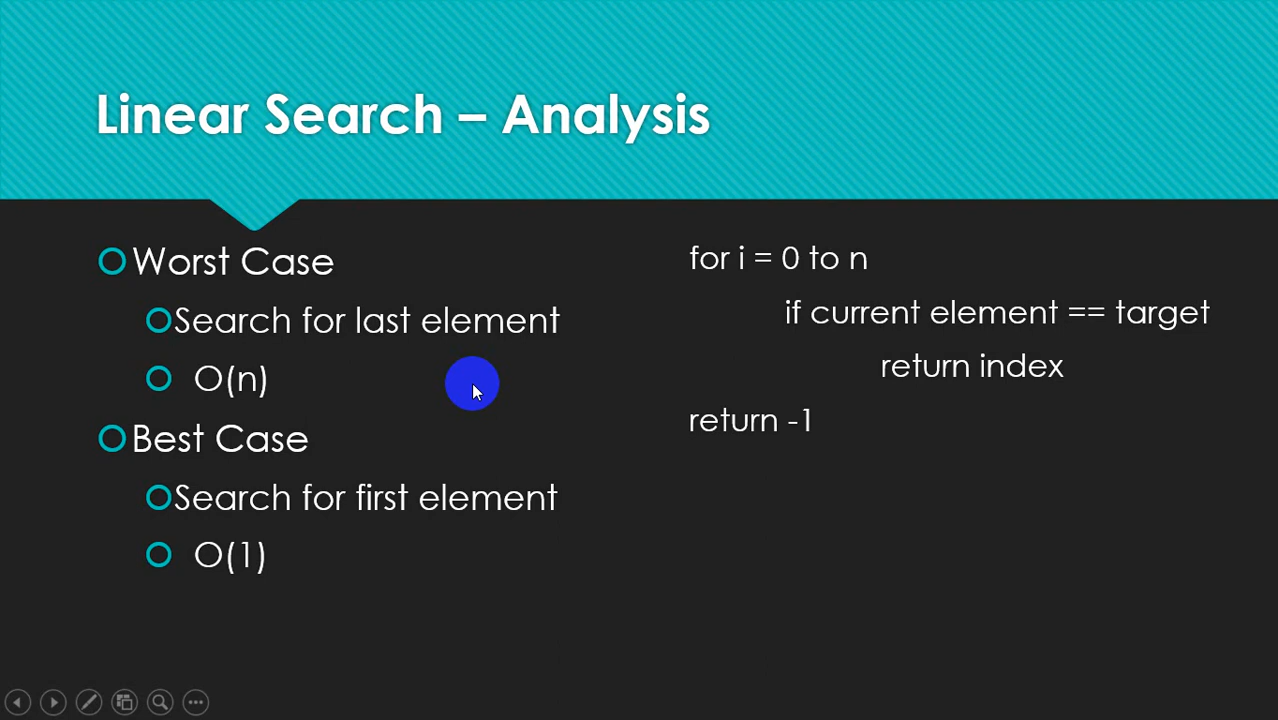 Linear Search – Analysis
Worst Case
Search for last element
O(n)
Best Case
Search for first element
O(1)
for i = 0 to n
if current element == target
return index
return -1